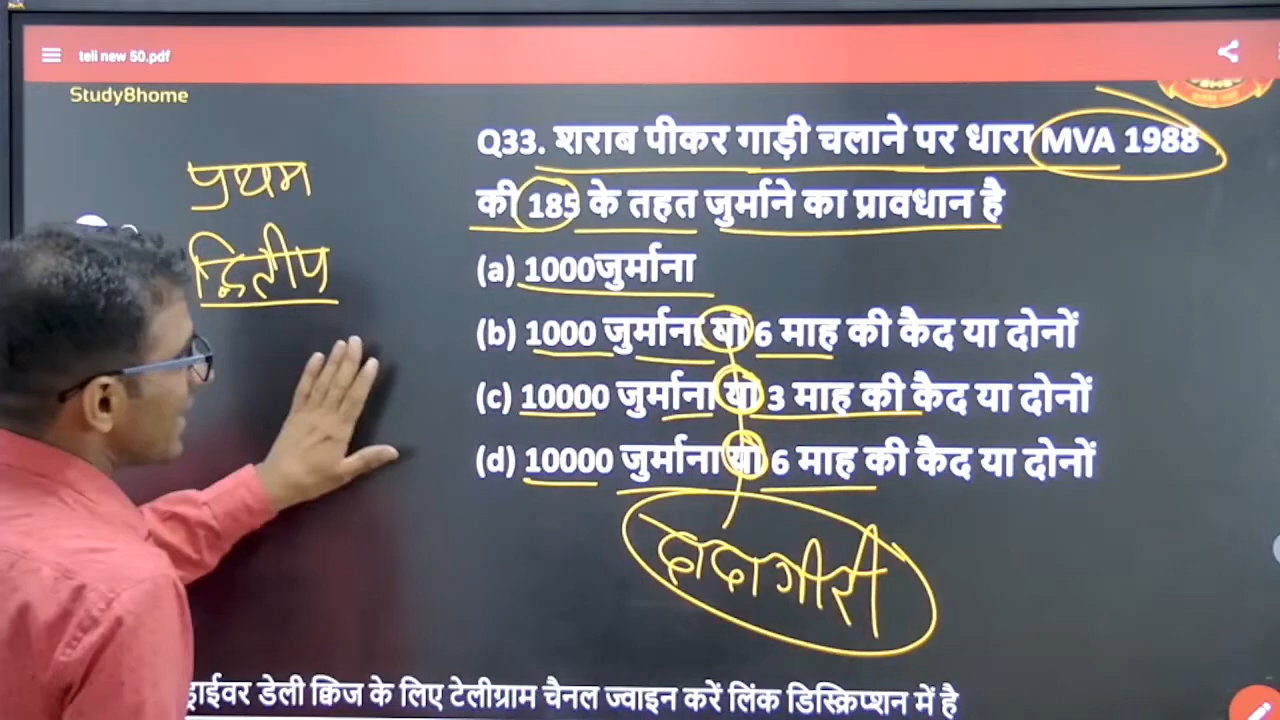 teli new 50.pdf
Study8home
Q33. शराब पीकर गाड़ी चलाने पर धारा MVA 1988
की 185 के तहत जुर्माने का प्रावधान है
(a) 1000जुर्माना
(b) 1000 जुर्माना या 6 माह की कैद या दोनों
(c) 10000 जुर्माना या 3 माह की कैद या दोनों
(d) 10000 जुर्माना या 6 माह की कैद या दोनों
प्रथम
द्वितीय
दादागीरी
ड्राईवर डेली क्विज के लिए टेलीग्राम चैनल ज्वाइन करें लिंक डिस्क्रिप्शन में है